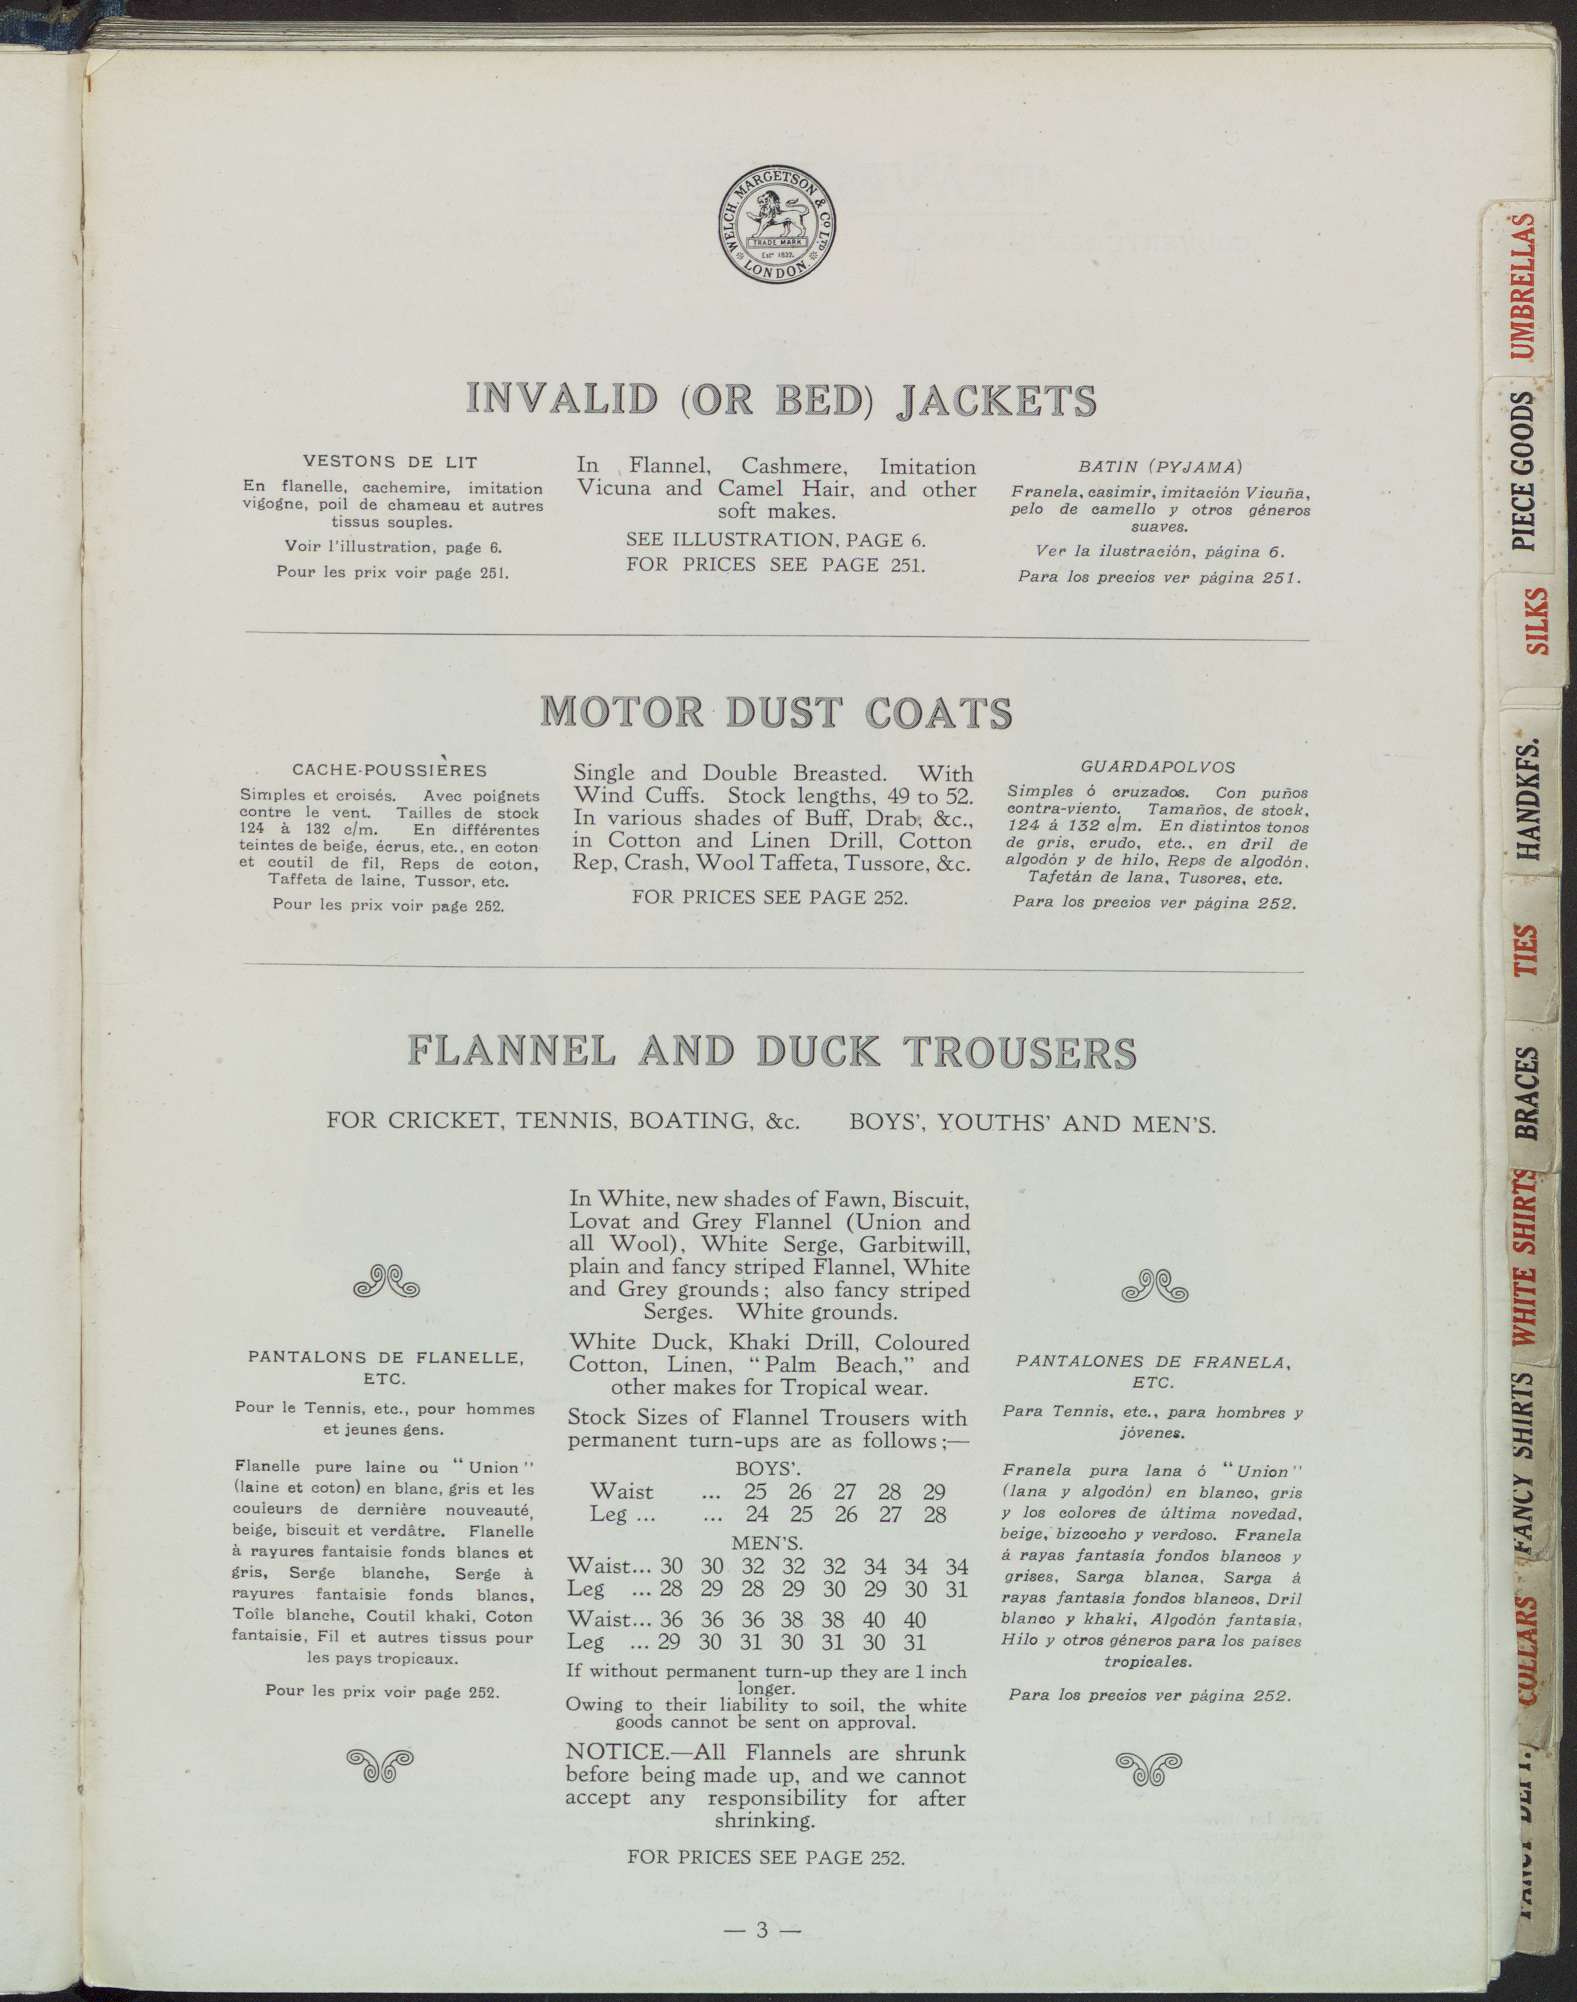 WELCH, MARGETSON & CO LTD
TRADE MARK
Estd 1832.
LONDON
INVALID (OR BED) JACKETS
VESTONS DE LIT
En flanelle, cachemire, imitation
vigogne, poil de chameau et autres
tissus souples.
Voir l'illustration, page 6.
Pour les prix voir page 251.
In Flannel, Cashmere, Imitation
Vicuna and Camel Hair, and other
soft makes.
SEE ILLUSTRATION, PAGE 6.
FOR PRICES SEE PAGE 251.
BATIN (PYJAMA)
Franela, casimir, imitación Vicuña,
pelo de camello y otros géneros
suaves.
Ver la ilustración, página 6.
Para los precios ver página 251.
MOTOR DUST COATS
CACHE-POUSSIÈRES
Simples et croisés. Avec poignets
contre le vent. Tailles de stock
124 à 132 c/m. En différentes
teintes de beige, écrus, etc., en coton
et coutil de fil, Reps de coton,
Taffeta de laine, Tussor, etc.
Pour les prix voir page 252.
Single and Double Breasted. With
Wind Cuffs. Stock lengths, 49 to 52.
In various shades of Buff, Drab, &c.,
in Cotton and Linen Drill, Cotton
Rep, Crash, Wool Taffeta, Tussore, &c.
FOR PRICES SEE PAGE 252.
GUARDAPOLVOS
Simples ó cruzados. Con puños
contra-viento. Tamaños, de stock,
124 á 132 c/m. En distintos tonos
de gris, crudo, etc., en dril de
algodón y de hilo, Reps de algodón,
Tafetán de lana, Tusores, etc.
Para los precios ver página 252.
FLANNEL AND DUCK TROUSERS
FOR CRICKET, TENNIS, BOATING, &c. BOYS', YOUTHS' AND MEN'S.
PANTALONS DE FLANELLE,
ETC.
Pour le Tennis, etc., pour hommes
et jeunes gens.
Flanelle pure laine ou “Union”
(laine et coton) en blanc, gris et les
couleurs de dernière nouveauté,
beige, biscuit et verdâtre. Flanelle
à rayures fantaisie fonds blancs et
gris, Serge blanche, Serge à
rayures fantaisie fonds blancs,
Toîle blanche, Coutil khaki, Coton
fantaisie, Fil et autres tissus pour
les pays tropicaux.
Pour les prix voir page 252.
In White, new shades of Fawn, Biscuit,
Lovat and Grey Flannel (Union and
all Wool), White Serge, Garbitwill,
plain and fancy striped Flannel, White
and Grey grounds; also fancy striped
Serges. White grounds.
White Duck, Khaki Drill, Coloured
Cotton, Linen, “Palm Beach,” and
other makes for Tropical wear.
Stock Sizes of Flannel Trousers with
permanent turn-ups are as follows;—
BOYS'.
Waist ... 25 26 27 28 29
Leg ... ... 24 25 26 27 28
MEN'S.
Waist... 30 30 32 32 32 34 34 34
Leg ... 28 29 28 29 30 29 30 31
Waist... 36 36 36 38 38 40 40
Leg ... 29 30 31 30 31 30 31
If without permanent turn-up they are 1 inch
longer.
Owing to their liability to soil, the white
goods cannot be sent on approval.
NOTICE.—All Flannels are shrunk
before being made up, and we cannot
accept any responsibility for after
shrinking.
FOR PRICES SEE PAGE 252.
PANTALONES DE FRANELA,
ETC.
Para Tennis, etc., para hombres y
jóvenes.
Franela pura lana ó “Union”
(lana y algodón) en blanco, gris
y los colores de última novedad,
beige, bizcocho y verdoso. Franela
á rayas fantasía fondos blancos y
grises, Sarga blanca, Sarga á
rayas fantasía fondos blancos, Dril
blanco y khaki, Algodón fantasía,
Hilo y otros géneros para los países
tropicales.
Para los precios ver página 252.
— 3 —
UMBRELLAS
PIECE GOODS
SILKS
HANDKFS.
TIES
BRACES
WHITE SHIRTS
FANCY SHIRTS
COLLARS
FANCY DEPT.